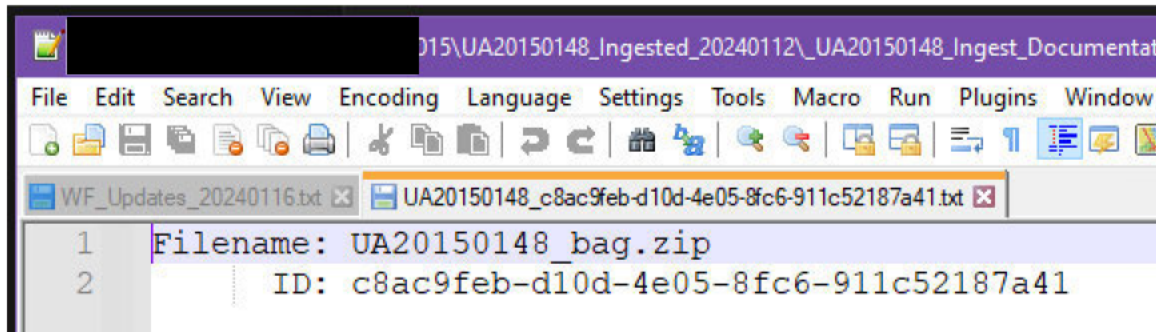 015\UA20150148_Ingested_20240112\_UA20150148_Ingest_Documentat
File Edit Search View Encoding Language Settings Tools Macro Run Plugins Window
WF_Updates_20240116.txt UA20150148_c8ac9feb-d10d-4e05-8fc6-911c52187a41.txt
1 Filename: UA20150148_bag.zip
2 ID: c8ac9feb-d10d-4e05-8fc6-911c52187a41